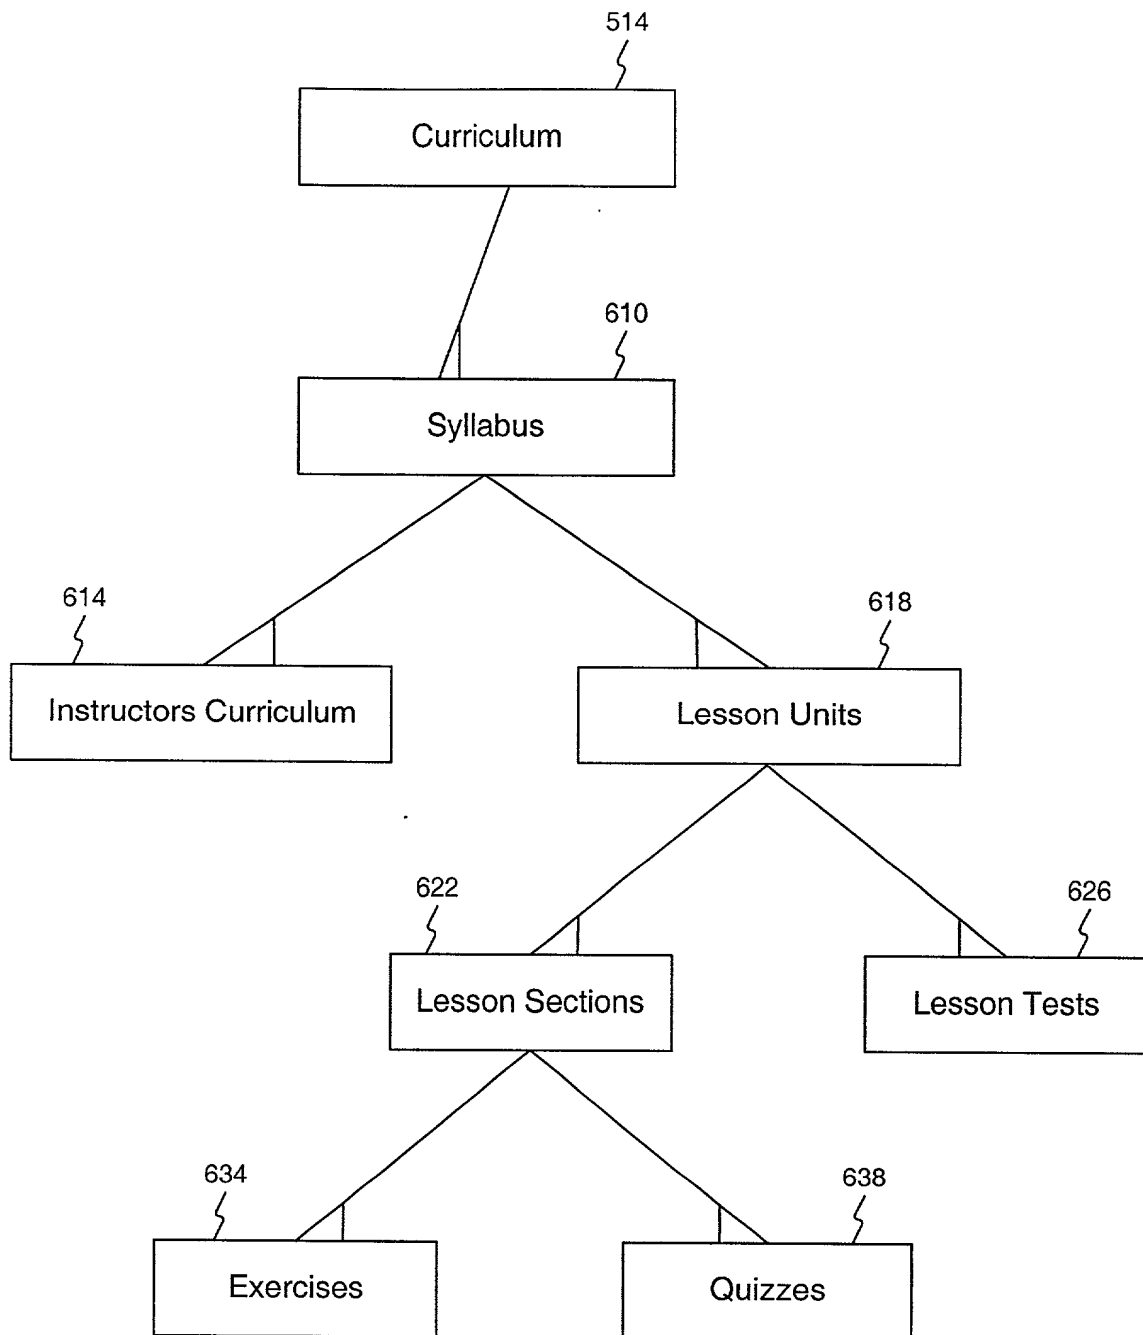 514
Curriculum
610
Syllabus
614
618
Instructors Curriculum
Lesson Units
622
626
Lesson Sections
Lesson Tests
634
638
Exercises
Quizzes